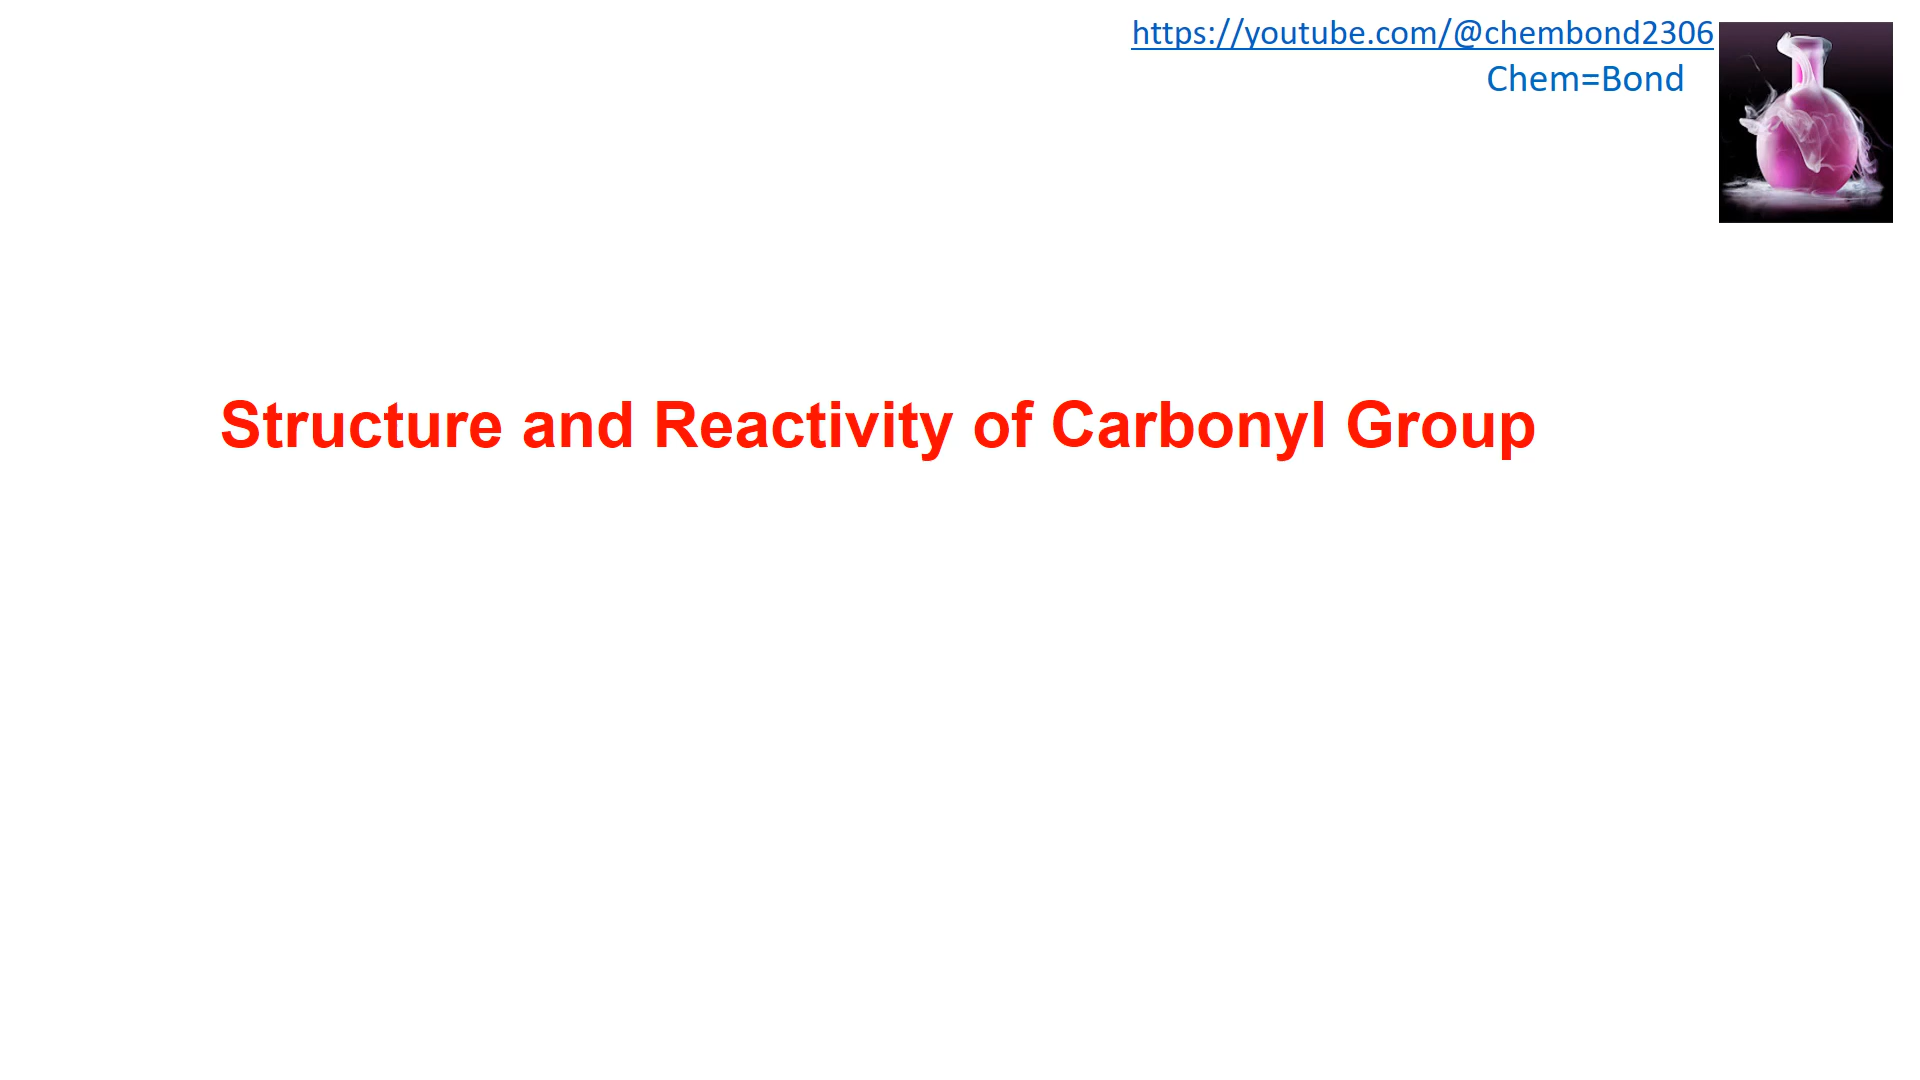 https://youtube.com/@chembond2306
Chem=Bond
Structure and Reactivity of Carbonyl Group